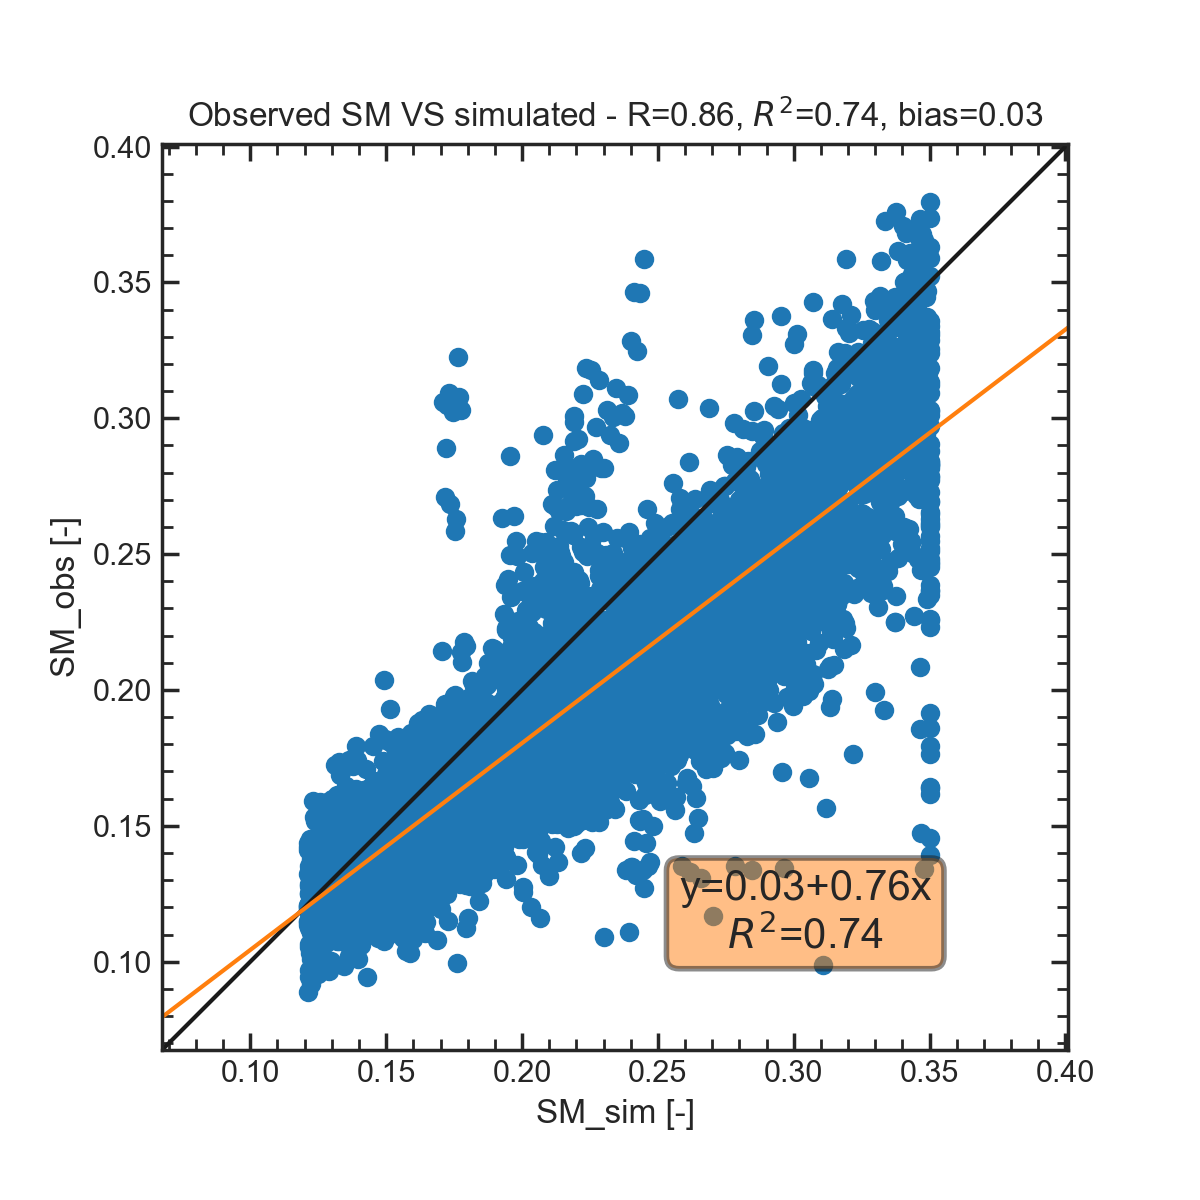 Observed SM VS simulated - R=0.86, R²=0.74, bias=0.03
0.40
0.35
0.30
0.25
0.20
0.15
0.10
SM_obs [-]
y=0.03+0.76x
R²=0.74
0.10 0.15 0.20 0.25 0.30 0.35 0.40
SM_sim [-]